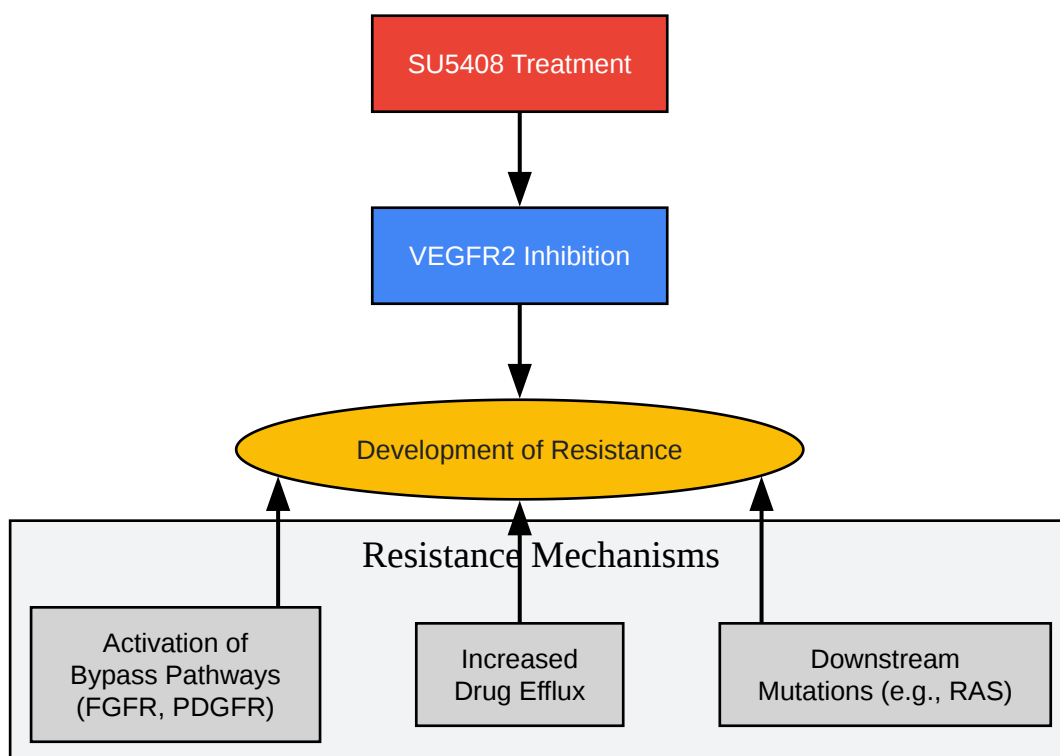 SU5408 Treatment
VEGFR2 Inhibition
Development of Resistance
Resistance Mechanisms
Activation of
Bypass Pathways
(FGFR, PDGFR)
Increased
Drug Efflux
Downstream
Mutations (e.g., RAS)